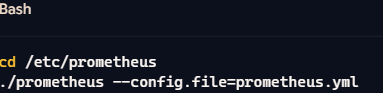 Bash
cd /etc/prometheus
./prometheus --config.file=prometheus.yml